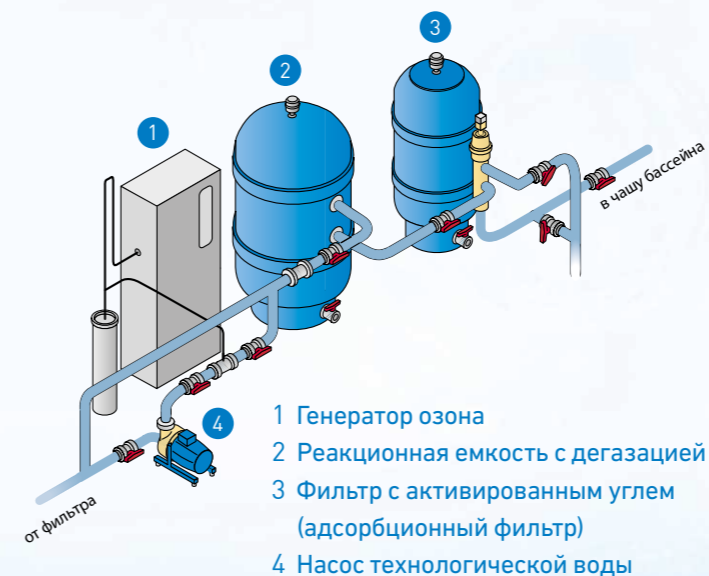 3
2
1
в чашу бассейна
4
от фильтра
1 Генератор озона
2 Реакционная емкость с дегазацией
3 Фильтр с активированным углем
(адсорбционный фильтр)
4 Насос технологической воды